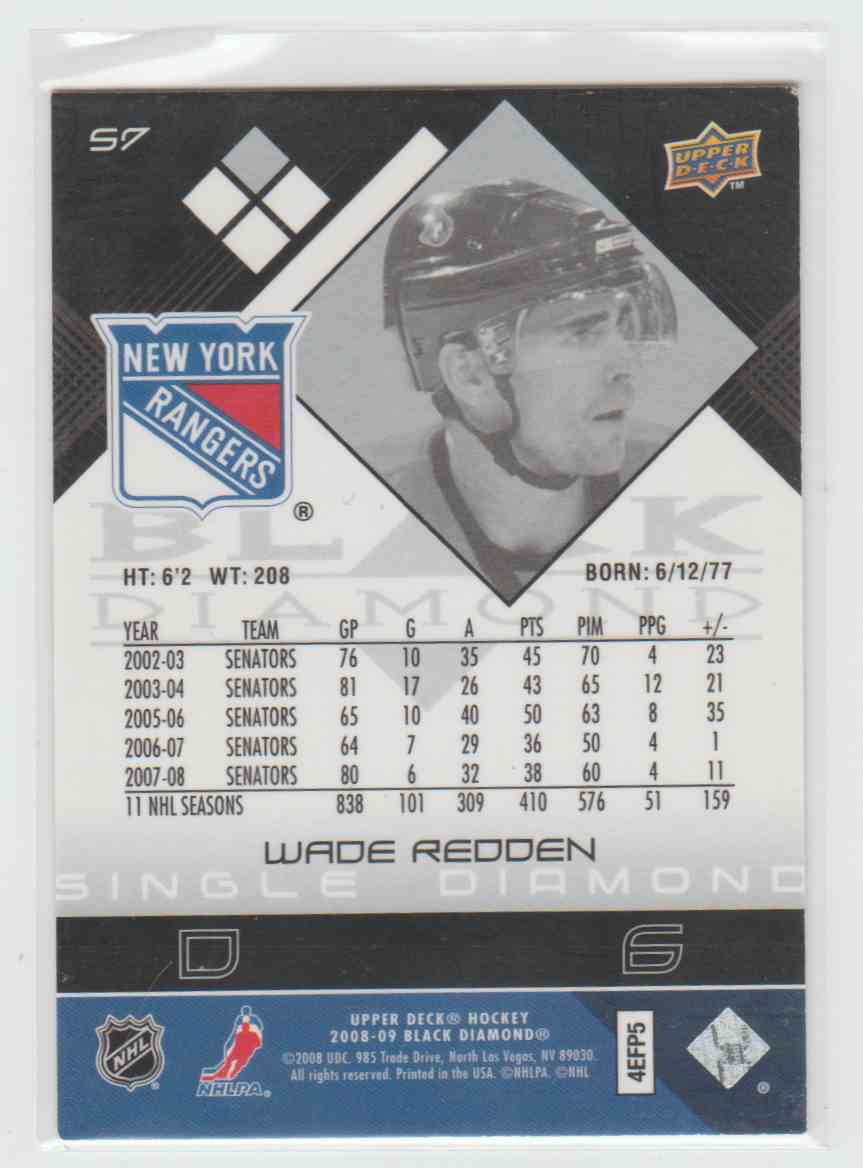 57
UPPER
D·E·C·K
TM
NEW YORK
RANGERS
®
BLACK
DIAMOND
HT: 6'2 WT: 208
BORN: 6/12/77
YEAR TEAM GP G A PTS PIM PPG +/-
2002-03 SENATORS 76 10 35 45 70 4 23
2003-04 SENATORS 81 17 26 43 65 12 21
2005-06 SENATORS 65 10 40 50 63 8 35
2006-07 SENATORS 64 7 29 36 50 4 1
2007-08 SENATORS 80 6 32 38 60 4 11
11 NHL SEASONS 838 101 309 410 576 51 159
WADE REDDEN
SINGLE DIAMOND
D 6
NHL
®
NHLPA®
UPPER DECK® HOCKEY
2008-09 BLACK DIAMOND®
©2008 UDC. 985 Trade Drive, North Las Vegas, NV 89030.
All rights reserved. Printed in the USA. ©NHLPA. ©NHL
4EFP5
®